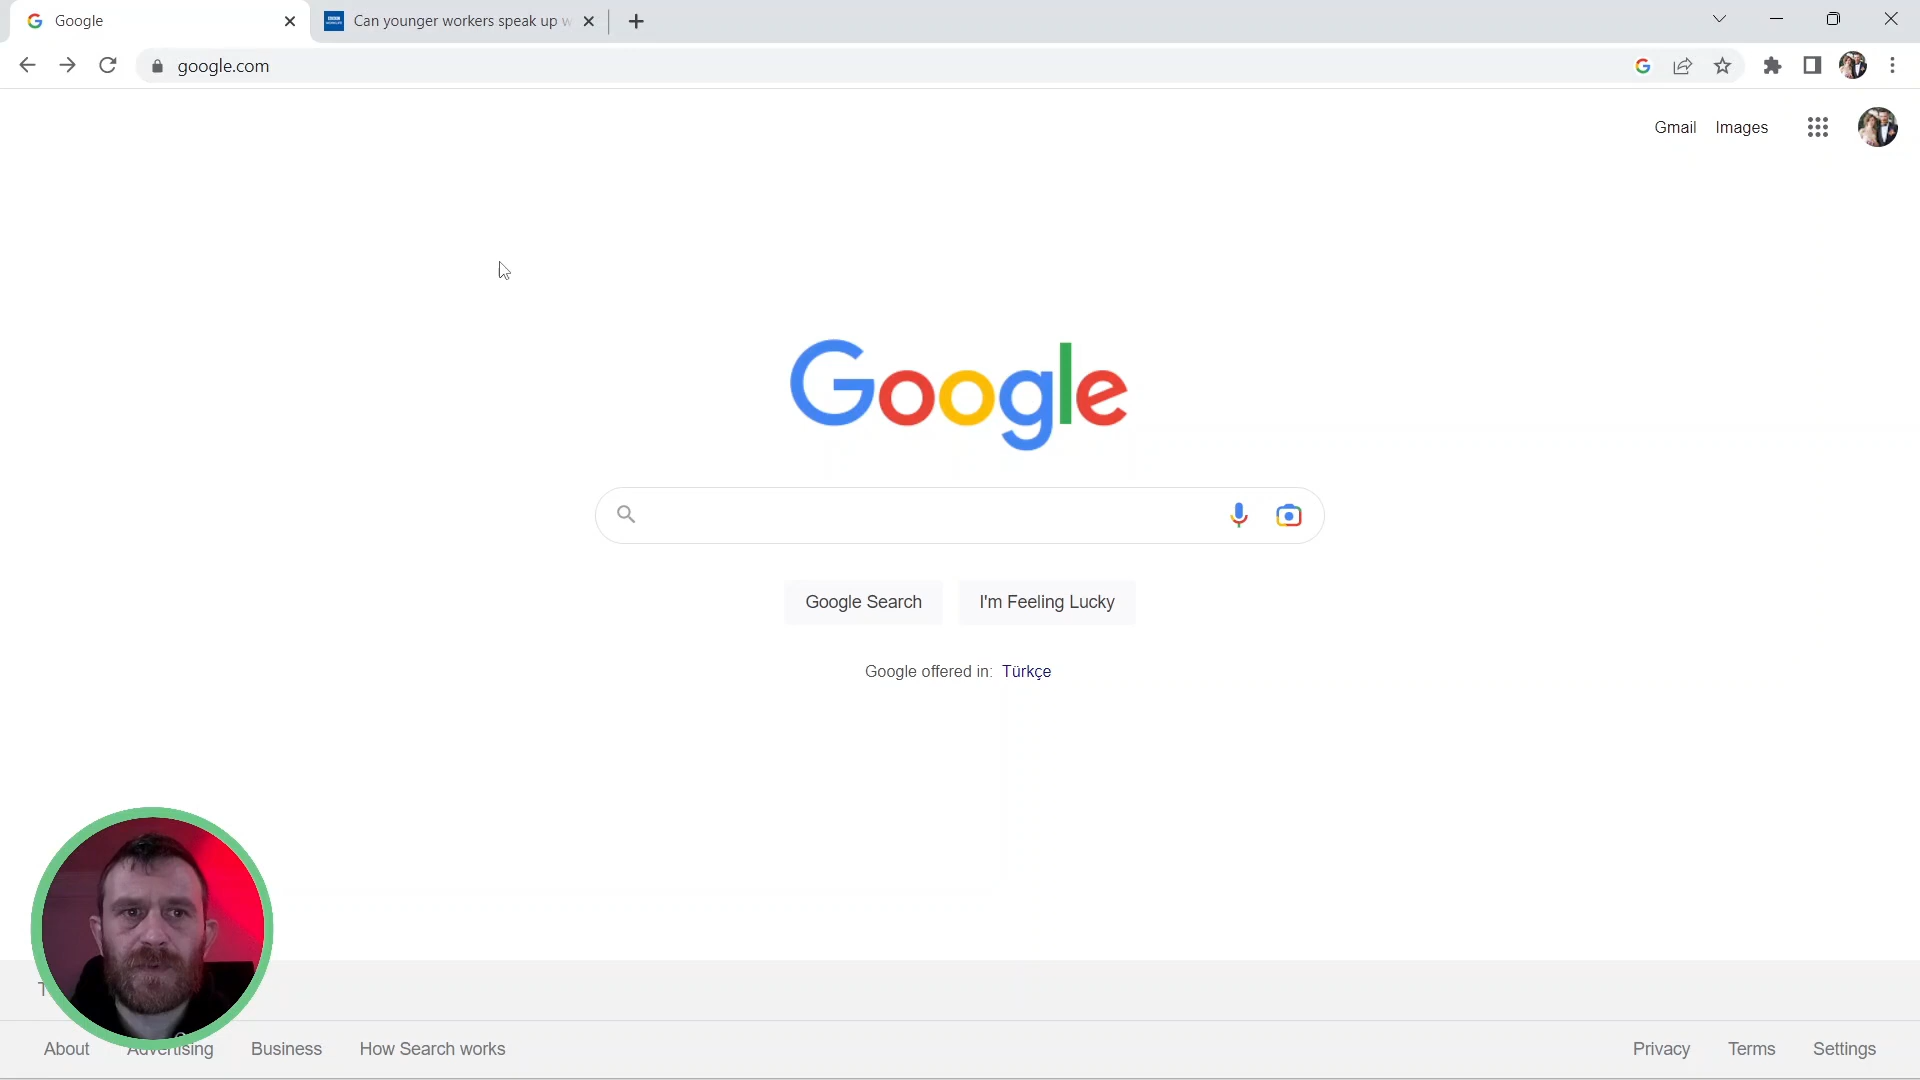 Google
Can younger workers speak up w
google.com
Gmail Images
Google
Google Search
I'm Feeling Lucky
Google offered in: Türkçe
T
About Advertising Business How Search works
Privacy Terms Settings